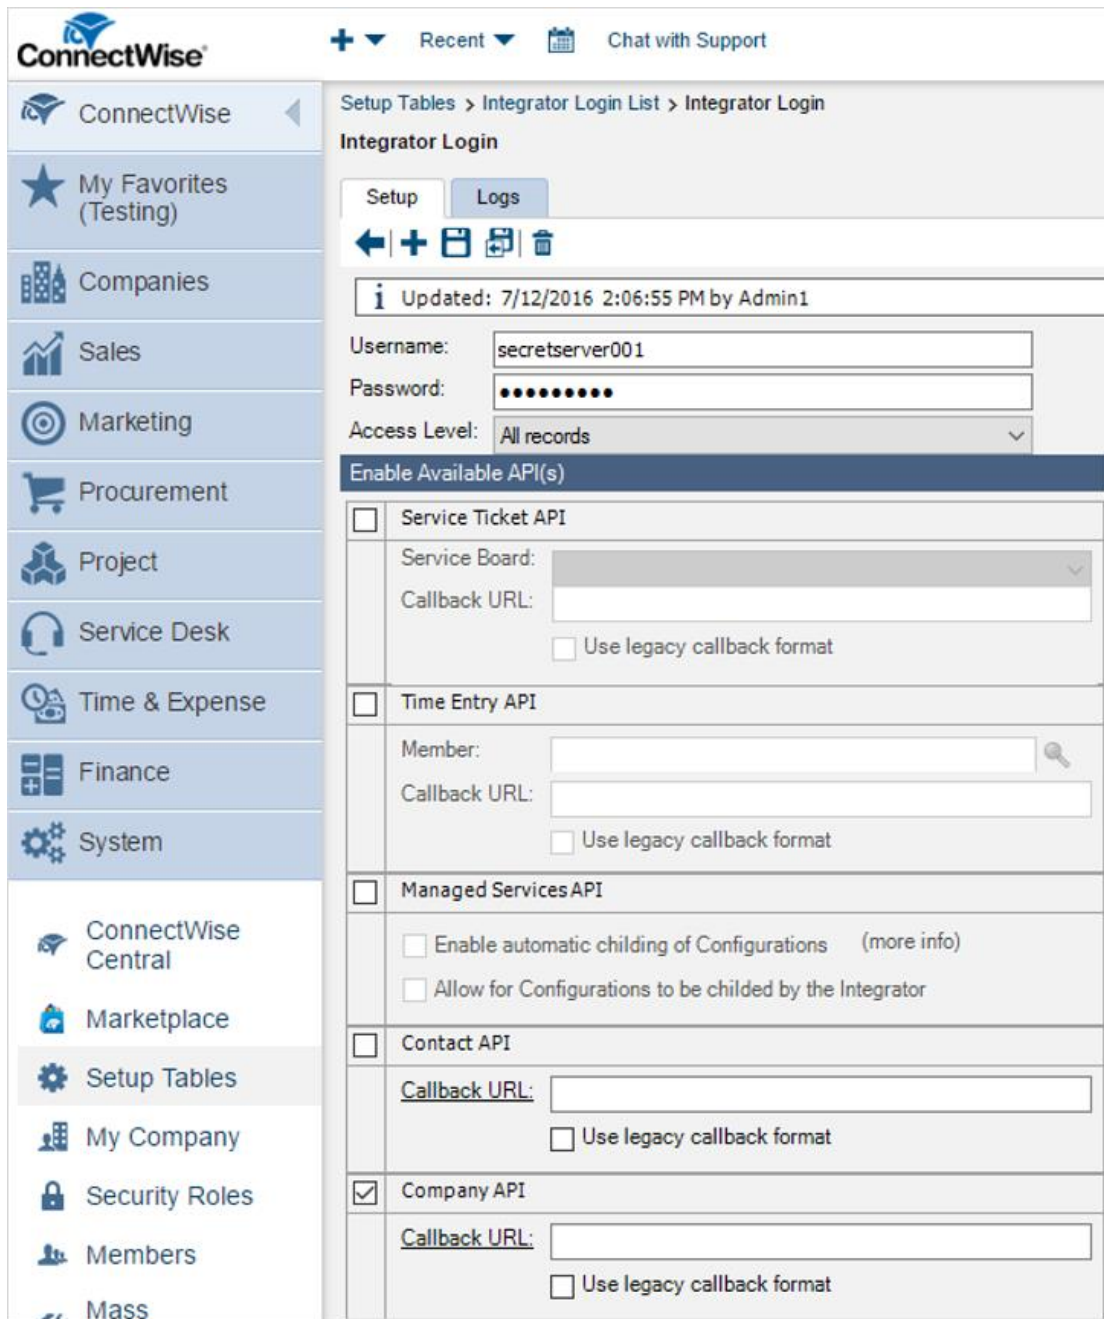 ConnectWise
Recent
Chat with Support
ConnectWise
My Favorites
(Testing)
Companies
Sales
Marketing
Procurement
Project
Service Desk
Time & Expense
Finance
System
ConnectWise
Central
Marketplace
Setup Tables
My Company
Security Roles
Members
Mass
Setup Tables > Integrator Login List > Integrator Login
Integrator Login
Setup Logs
i Updated: 7/12/2016 2:06:55 PM by Admin1
Username: secretserver001
Password: •••••••••
Access Level: All records
Enable Available API(s)
Service Ticket API
Service Board:
Callback URL:
Use legacy callback format
Time Entry API
Member:
Callback URL:
Use legacy callback format
Managed Services API
Enable automatic childing of Configurations (more info)
Allow for Configurations to be childed by the Integrator
Contact API
Callback URL:
Use legacy callback format
Company API
Callback URL:
Use legacy callback format